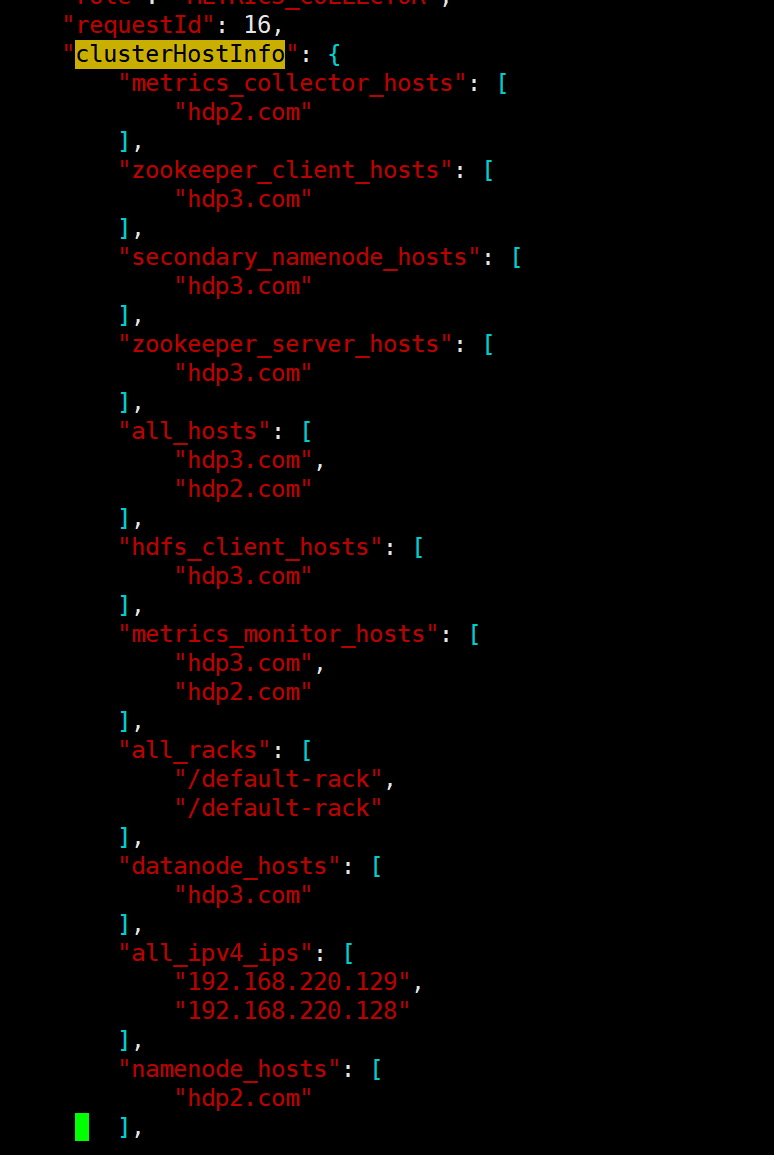 "requestId": 16,
"clusterHostInfo": {
"metrics_collector_hosts": [
"hdp2.com"
],
"zookeeper_client_hosts": [
"hdp3.com"
],
"secondary_namenode_hosts": [
"hdp3.com"
],
"zookeeper_server_hosts": [
"hdp3.com"
],
"all_hosts": [
"hdp3.com",
"hdp2.com"
],
"hdfs_client_hosts": [
"hdp3.com"
],
"metrics_monitor_hosts": [
"hdp3.com",
"hdp2.com"
],
"all_racks": [
"/default-rack",
"/default-rack"
],
"datanode_hosts": [
"hdp3.com"
],
"all_ipv4_ips": [
"192.168.220.129",
"192.168.220.128"
],
"namenode_hosts": [
"hdp2.com"
],